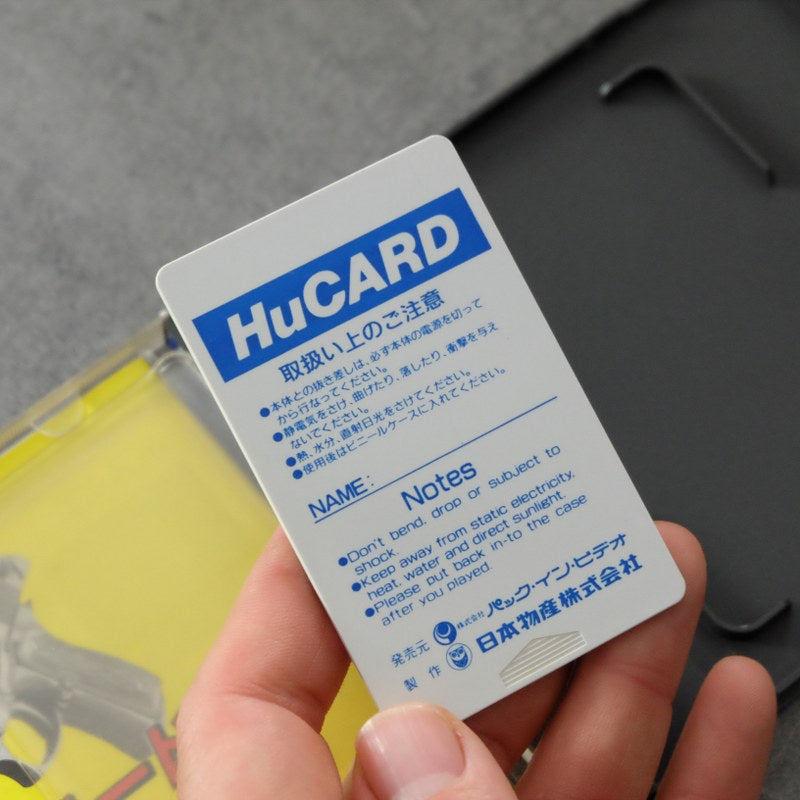 HuCARD
取扱い上のご注意
●本体との抜き差しは、必ず本体の電源を切って
から行なってください。
●静電気をさけ、曲げたり、落したり、衝撃を与え
ないでください。
●熱、水分、直射日光をさけてください。
●使用後はビニールケースに入れてください。
NAME:
Notes
●Don't bend, drop or subject to
shock.
●Keep away from static electricity,
heat, water and direct sunlight.
●Please put back in-to the case
after you played.
発売元 株式会社 パック・イン・ビデオ
製作 日本物産株式会社